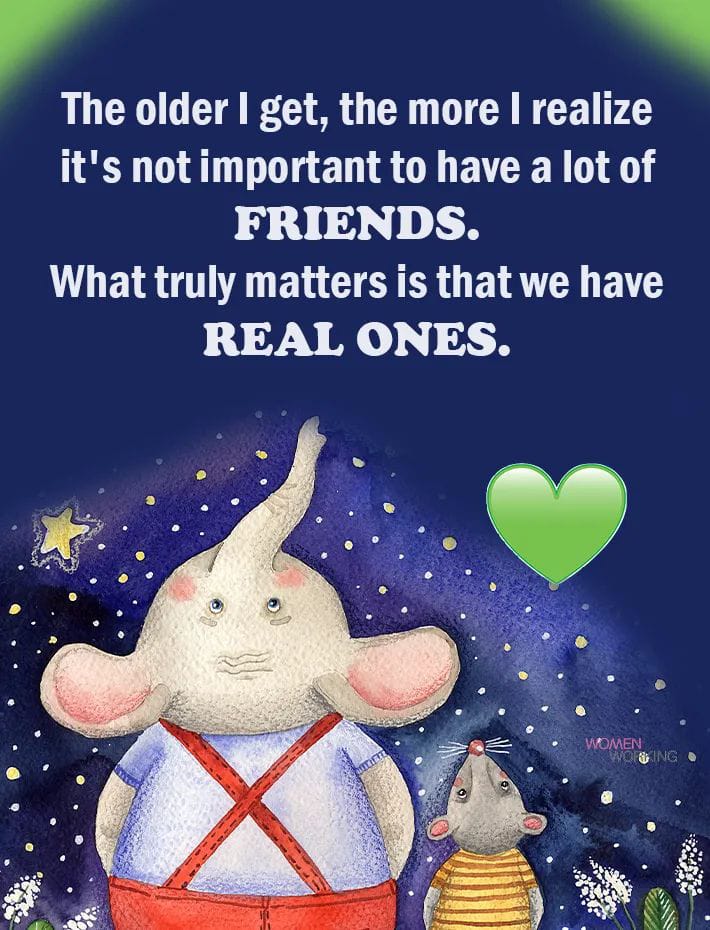 The older I get, the more I realize
it's not important to have a lot of
FRIENDS.
What truly matters is that we have
REAL ONES.
WOMEN
WORKING